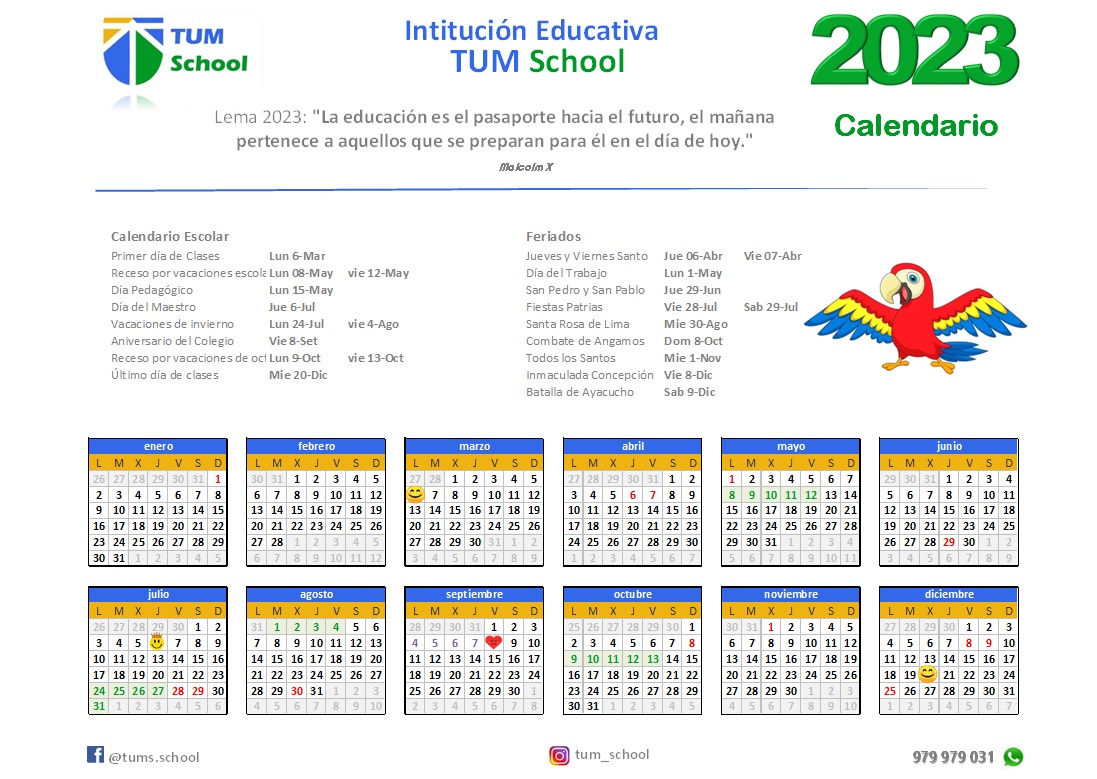 TUM
School
Intitución Educativa
TUM School
2023
Calendario
Lema 2023: "La educación es el pasaporte hacia el futuro, el mañana
pertenece a aquellos que se preparan para él en el día de hoy."
Malcolm X
Calendario Escolar
Primer día de Clases Lun 6-Mar
Receso por vacaciones escola Lun 08-May vie 12-May
Día Pedagógico Lun 15-May
Día del Maestro Jue 6-Jul
Vacaciones de invierno Lun 24-Jul vie 4-Ago
Aniversario del Colegio Vie 8-Set
Receso por vacaciones de oct Lun 9-Oct vie 13-Oct
Último día de clases Mie 20-Dic
Feriados
Jueves y Viernes Santo Jue 06-Abr Vie 07-Abr
Día del Trabajo Lun 1-May
San Pedro y San Pablo Jue 29-Jun
Fiestas Patrias Vie 28-Jul Sab 29-Jul
Santa Rosa de Lima Mie 30-Ago
Combate de Angamos Dom 8-Oct
Todos los Santos Mie 1-Nov
Inmaculada Concepción Vie 8-Dic
Batalla de Ayacucho Sab 9-Dic
enero
L M X J V S D
26 27 28 29 30 31 1
2 3 4 5 6 7 8
9 10 11 12 13 14 15
16 17 18 19 20 21 22
23 24 25 26 27 28 29
30 31 1 2 3 4 5
febrero
L M X J V S D
30 31 1 2 3 4 5
6 7 8 9 10 11 12
13 14 15 16 17 18 19
20 21 22 23 24 25 26
27 28 1 2 3 4 5
6 7 8 9 10 11 12
marzo
L M X J V S D
27 28 1 2 3 4 5
7 8 9 10 11 12
13 14 15 16 17 18 19
20 21 22 23 24 25 26
27 28 29 30 31 1 2
3 4 5 6 7 8 9
abril
L M X J V S D
27 28 29 30 31 1 2
3 4 5 6 7 8 9
10 11 12 13 14 15 16
17 18 19 20 21 22 23
24 25 26 27 28 29 30
1 2 3 4 5 6 7
mayo
L M X J V S D
1 2 3 4 5 6 7
8 9 10 11 12 13 14
15 16 17 18 19 20 21
22 23 24 25 26 27 28
29 30 31 1 2 3 4
5 6 7 8 9 10 11
junio
L M X J V S D
29 30 31 1 2 3 4
5 6 7 8 9 10 11
12 13 14 15 16 17 18
19 20 21 22 23 24 25
26 27 28 29 30 1 2
3 4 5 6 7 8 9
julio
L M X J V S D
26 27 28 29 30 1 2
3 4 5 7 8 9
10 11 12 13 14 15 16
17 18 19 20 21 22 23
24 25 26 27 28 29 30
31 1 2 3 4 5 6
agosto
L M X J V S D
31 1 2 3 4 5 6
7 8 9 10 11 12 13
14 15 16 17 18 19 20
21 22 23 24 25 26 27
28 29 30 31 1 2 3
4 5 6 7 8 9 10
septiembre
L M X J V S D
28 29 30 31 1 2 3
4 5 6 7 9 10
11 12 13 14 15 16 17
18 19 20 21 22 23 24
25 26 27 28 29 30 1
2 3 4 5 6 7 8
octubre
L M X J V S D
25 26 27 28 29 30 1
2 3 4 5 6 7 8
9 10 11 12 13 14 15
16 17 18 19 20 21 22
23 24 25 26 27 28 29
30 31 1 2 3 4 5
noviembre
L M X J V S D
30 31 1 2 3 4 5
6 7 8 9 10 11 12
13 14 15 16 17 18 19
20 21 22 23 24 25 26
27 28 29 30 1 2 3
4 5 6 7 8 9 10
diciembre
L M X J V S D
27 28 29 30 1 2 3
4 5 6 7 8 9 10
11 12 13 14 15 16 17
18 19 21 22 23 24
25 26 27 28 29 30 31
1 2 3 4 5 6 7
@tums.school
tum_school
979 979 031